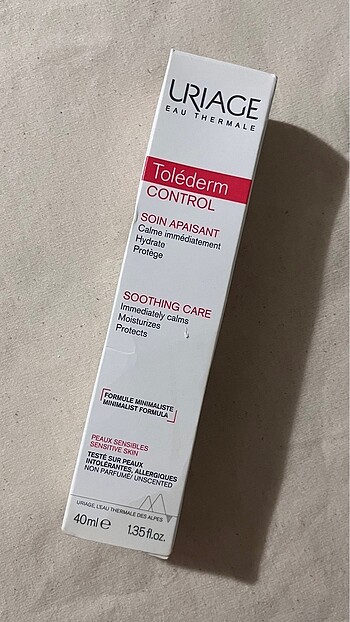 URIAGE
EAU THERMALE
Toléderm
CONTROL
SOIN APAISANT
Calme immédiatement
Hydrate
Protège
SOOTHING CARE
Immediately calms
Moisturizes
Protects
FORMULE MINIMALISTE
MINIMALIST FORMULA
PEAUX SENSIBLES
SENSITIVE SKIN
TESTÉ SUR PEAUX
INTOLÉRANTES, ALLERGIQUES
NON PARFUMÉ/ UNSCENTED
URIAGE, L'EAU THERMALE DES ALPES
40ml e 1.35 fl.oz.